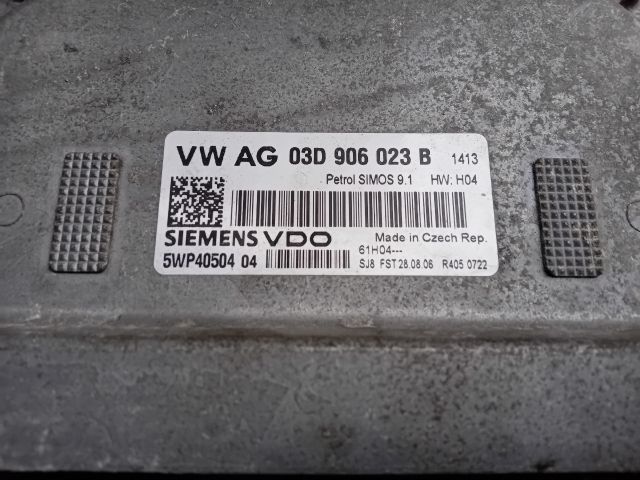 VW AG 03D 906 023 B 1413
Petrol SIMOS 9.1 HW: H04
SIEMENS VDO Made in Czech Rep.
5WP40504 04 61H04---
SJ8 FST 28.08.06 R405 0722